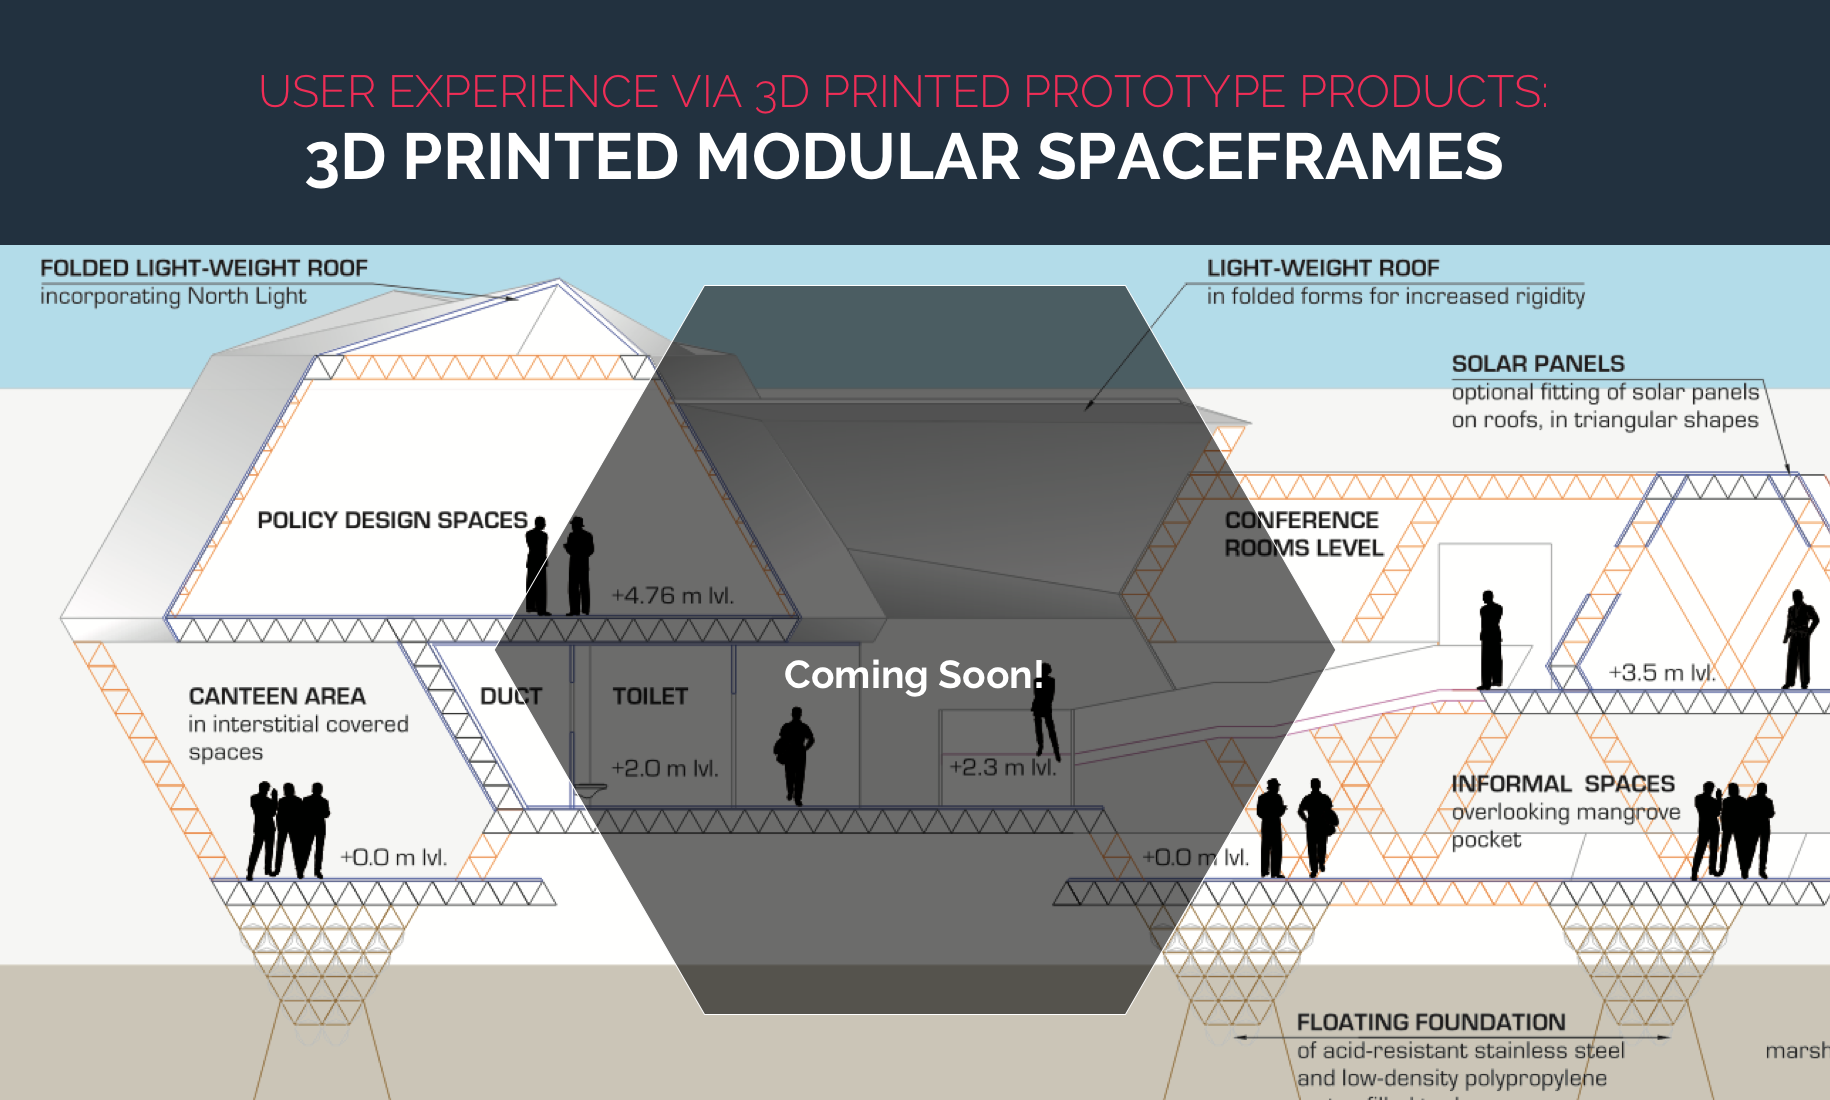 USER EXPERIENCE VIA 3D PRINTED PROTOTYPE PRODUCTS:
3D PRINTED MODULAR SPACEFRAMES
FOLDED LIGHT-WEIGHT ROOF
incorporating North Light
LIGHT-WEIGHT ROOF
in folded forms for increased rigidity
SOLAR PANELS
optional fitting of solar panels
on roofs, in triangular shapes
POLICY DESIGN SPACES
CONFERENCE
ROOMS LEVEL
+4.76 m lvl.
Coming Soon!
+3.5 m lvl.
CANTEEN AREA
in interstitial covered
spaces
DUCT
TOILET
+2.0 m lvl.
+2.3 m lvl.
INFORMAL SPACES
overlooking mangrove
pocket
+0.0 m lvl.
+0.0 m lvl.
FLOATING FOUNDATION
of acid-resistant stainless steel
and low-density polypropylene
marsh